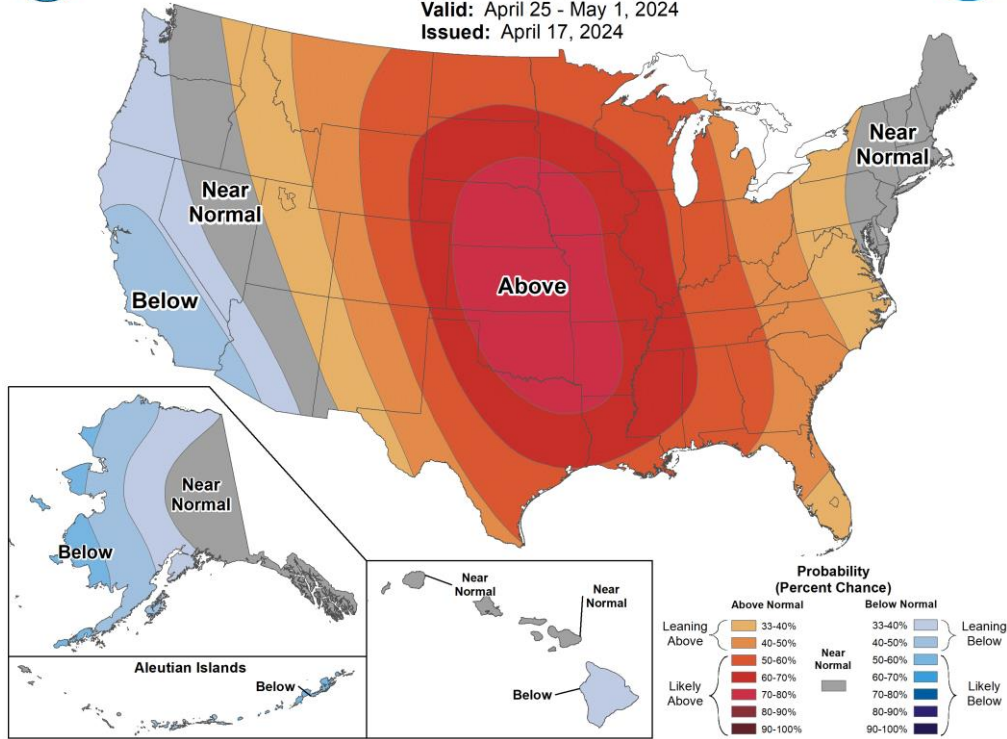 Valid: April 25 - May 1, 2024
Issued: April 17, 2024
Near
Normal
Near
Normal
Below
Above
Near
Normal
Below
Aleutian Islands
Below
Near
Normal
Near
Normal
Below
Probability
(Percent Chance)
Above Normal
Below Normal
Leaning
Above
33-40%
40-50%
Likely
Above
50-60%
60-70%
70-80%
80-90%
90-100%
Near
Normal
33-40%
40-50%
Leaning
Below
50-60%
60-70%
70-80%
80-90%
90-100%
Likely
Below